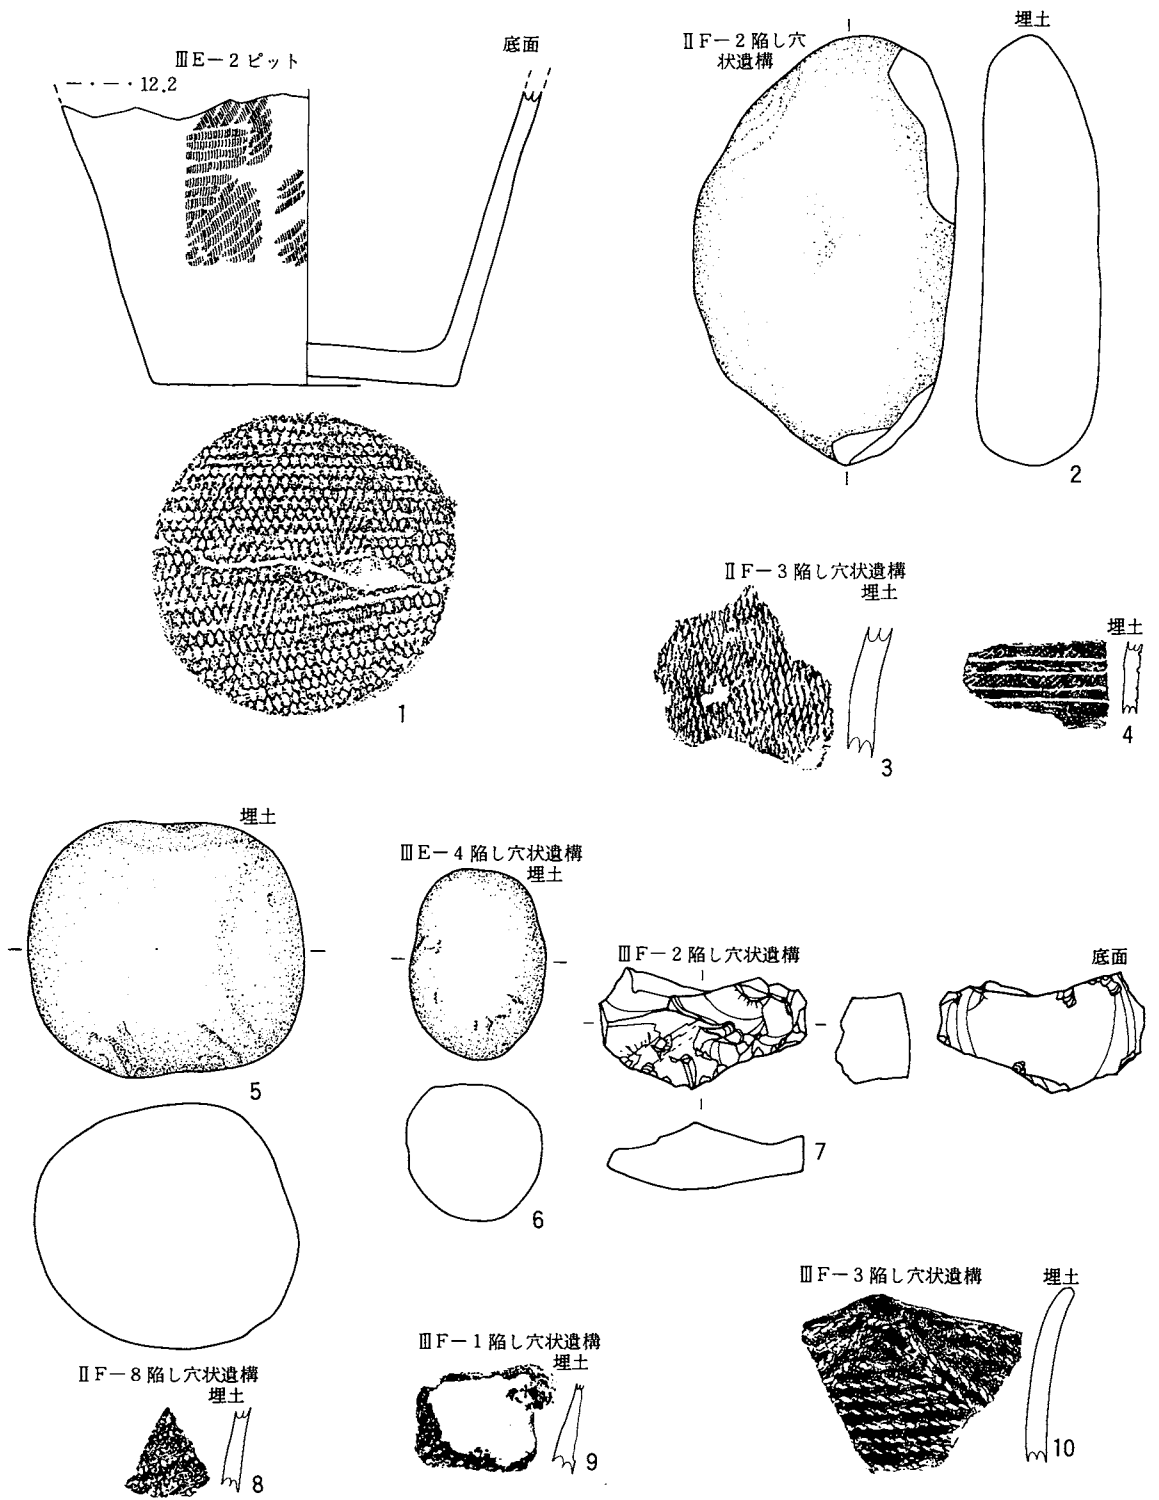 ⅢE－2ピット
底面
－・－・12.2
1
ⅡF－2陥し穴
状遺構
埋土
2
ⅡF－3陥し穴状遺構
埋土
3
埋土
4
埋土
5
ⅢE－4陥し穴状遺構
埋土
6
ⅢF－2陥し穴状遺構
底面
7
ⅡF－8陥し穴状遺構
埋土
8
ⅢF－1陥し穴状遺構
埋土
9
ⅢF－3陥し穴状遺構
埋土
10